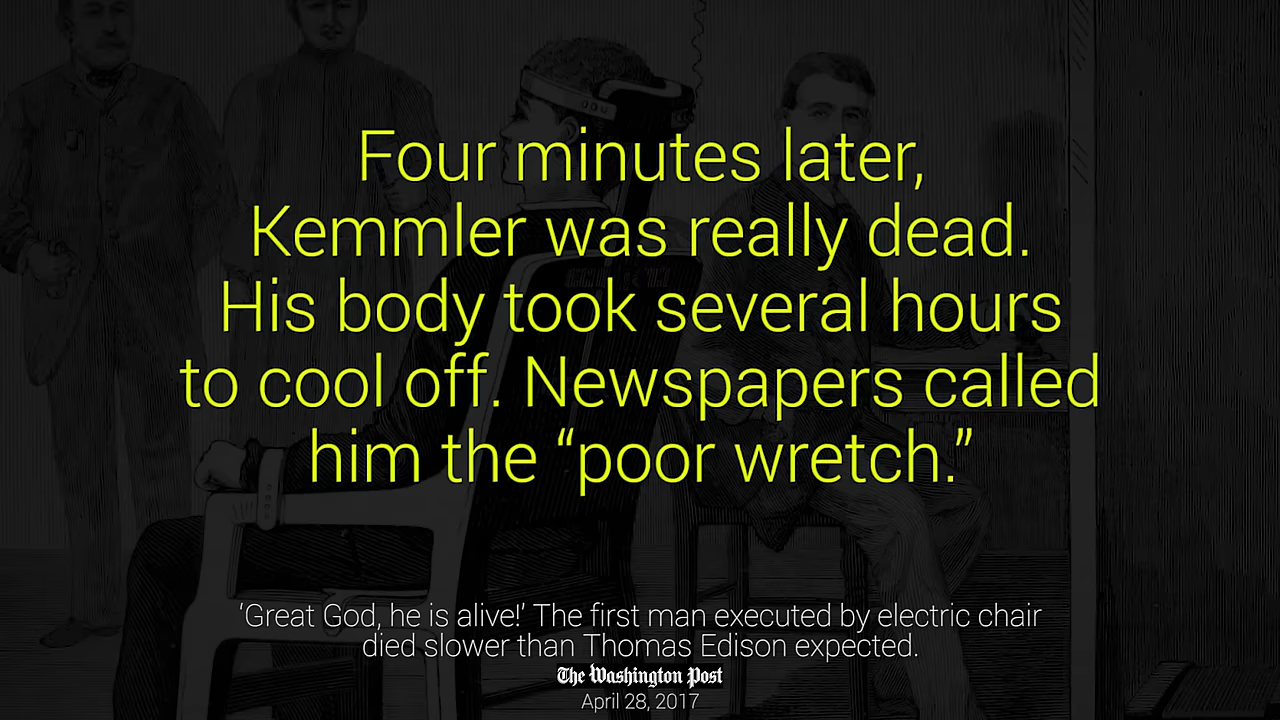 Four minutes later,
Kemmler was really dead.
His body took several hours
to cool off. Newspapers called
him the “poor wretch.”
‘Great God, he is alive!’ The first man executed by electric chair
died slower than Thomas Edison expected.
The Washington Post
April 28, 2017